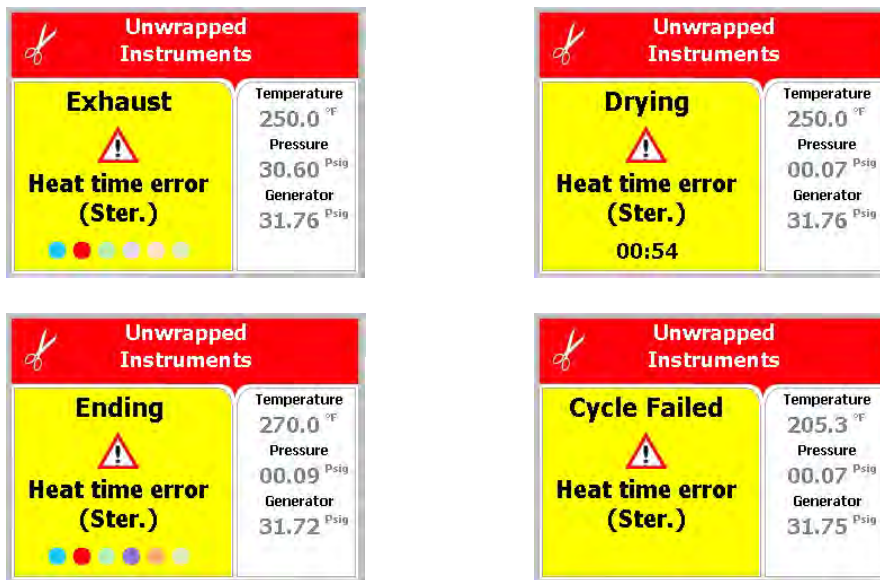 Unwrapped
Instruments
Exhaust
Heat time error
(Ster.)
Temperature
250.0 °F
Pressure
30.60 Psig
Generator
31.76 Psig
Unwrapped
Instruments
Drying
Heat time error
(Ster.)
00:54
Temperature
250.0 °F
Pressure
00.07 Psig
Generator
31.76 Psig
Unwrapped
Instruments
Ending
Heat time error
(Ster.)
Temperature
270.0 °F
Pressure
00.09 Psig
Generator
31.72 Psig
Unwrapped
Instruments
Cycle Failed
Heat time error
(Ster.)
Temperature
205.3 °F
Pressure
00.07 Psig
Generator
31.75 Psig